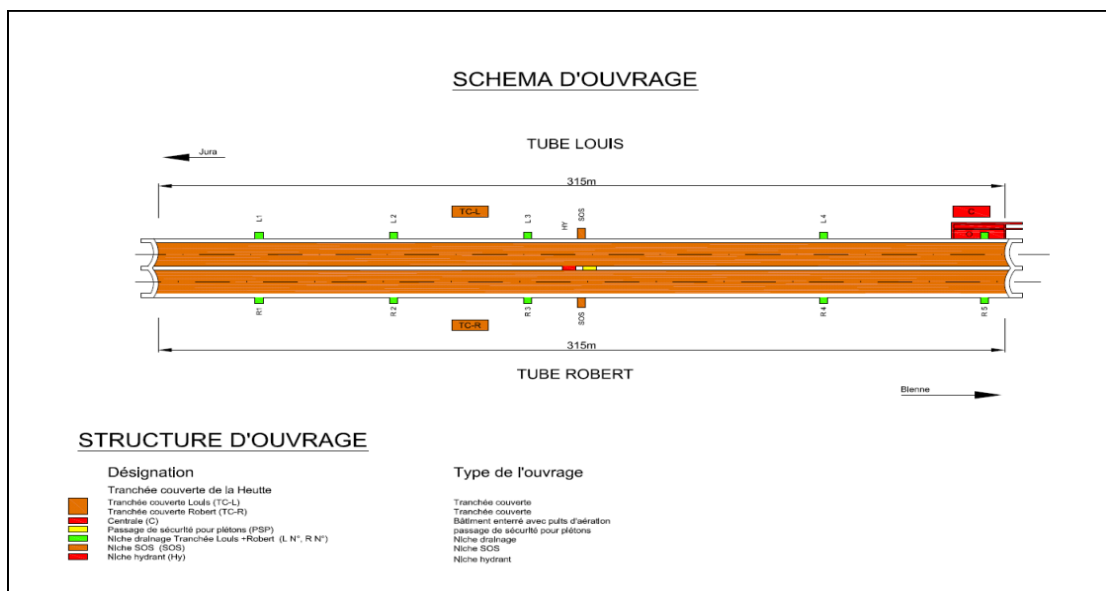 SCHEMA D'OUVRAGE
TUBE LOUIS
Jura
315m
L1
L2
TC-L
L3
HY
SOS
L4
C
R1
R2
TC-R
R3
SOS
R4
R5
315m
TUBE ROBERT
Bienne
STRUCTURE D'OUVRAGE
Désignation
Type de l'ouvrage
Tranchée couverte de la Heutte
Tranchée couverte Louis (TC-L)
Tranchée couverte
Tranchée couverte Robert (TC-R)
Tranchée couverte
Centrale (C)
Bâtiment enterré avec puits d'aération
Passage de sécurité pour piétons (PSP)
passage de sécurité pour piétons
Niche drainage Tranchée Louis +Robert (L N°, R N°)
Niche drainage
Niche SOS (SOS)
Niche SOS
Niche hydrant (Hy)
Niche hydrant